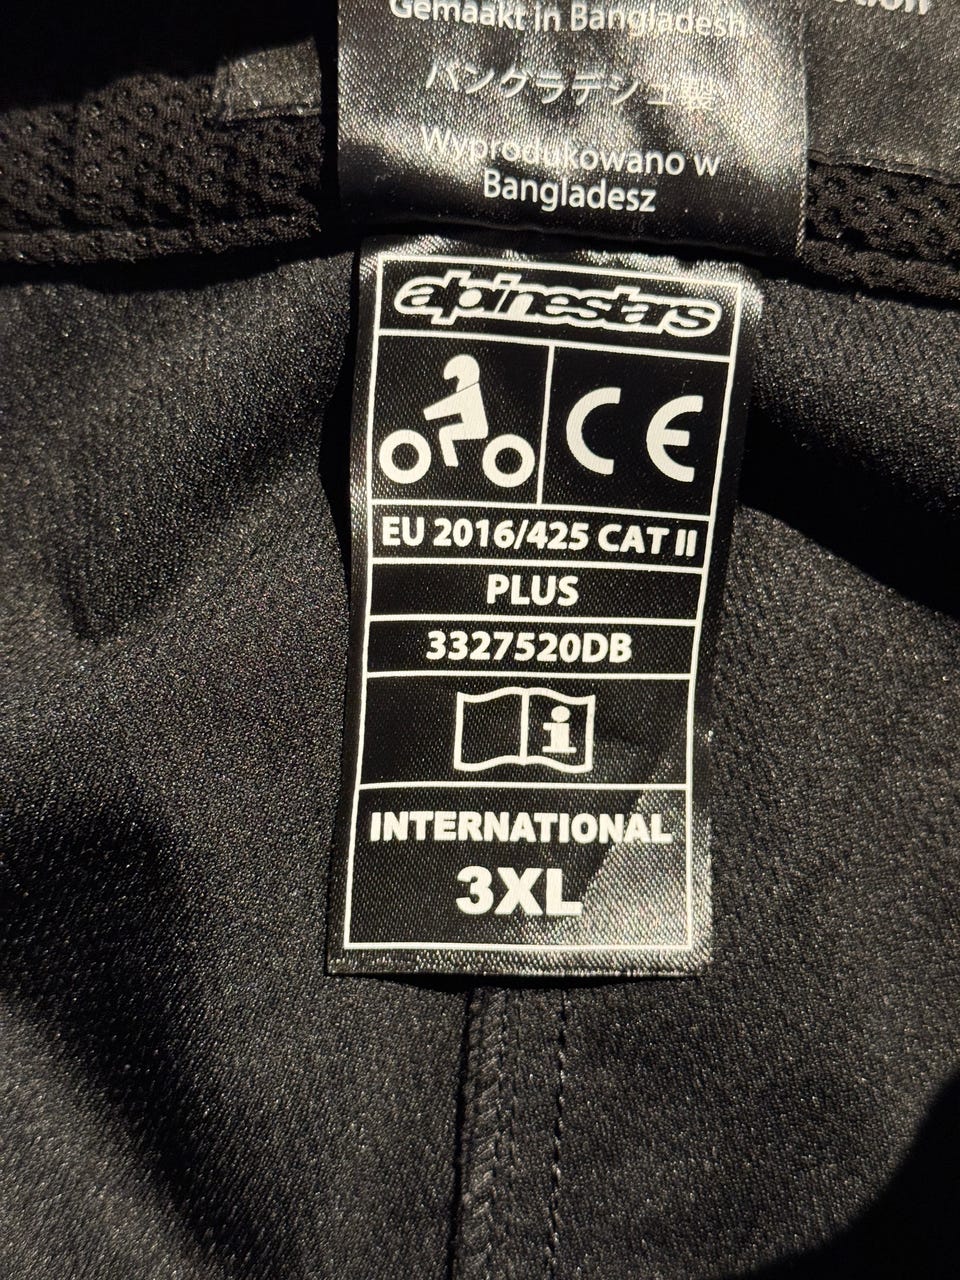 Gemaakt in Bangladesh
バングラデシュ製
Wyprodukowano w
Bangladesz
alpinestars
CE
EU 2016/425 CAT II
PLUS
3327520DB
i
INTERNATIONAL
3XL